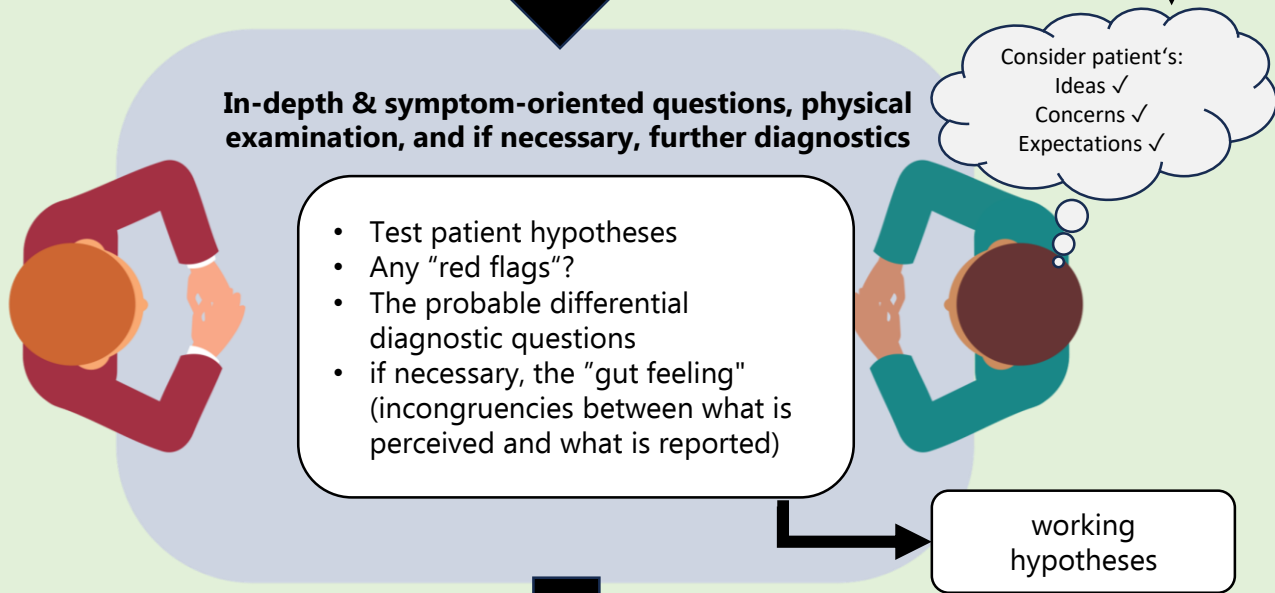 Consider patient‘s:
Ideas ✓
Concerns ✓
Expectations ✓
In-depth & symptom-oriented questions, physical
examination, and if necessary, further diagnostics
• Test patient hypotheses
• Any “red flags“?
• The probable differential
diagnostic questions
• if necessary, the “gut feeling"
(incongruencies between what is
perceived and what is reported)
working
hypotheses